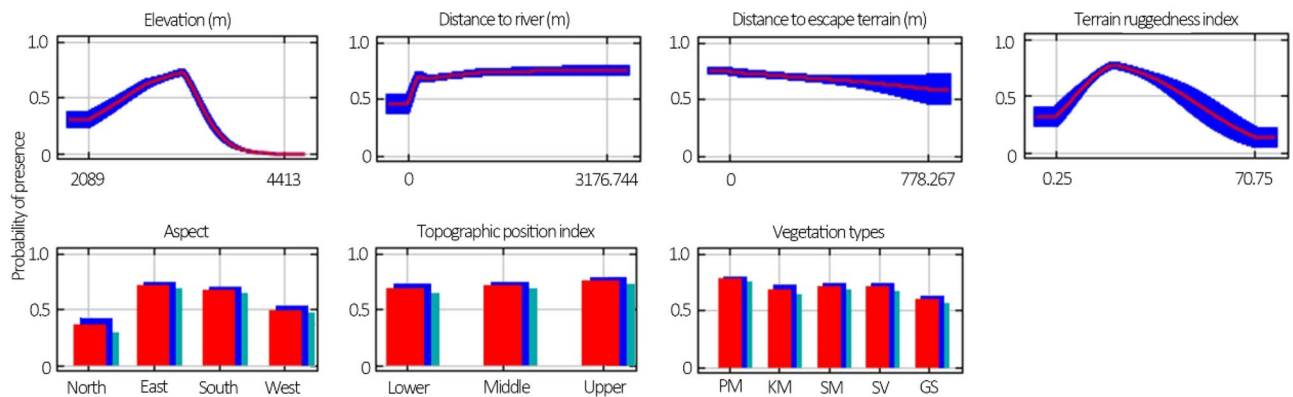 Elevation (m)
1.0
0.5
0
2089 4413
Distance to river (m)
1.0
0.5
0
0 3176.744
Distance to escape terrain (m)
1.0
0.5
0
0 778.267
Terrain ruggedness index
1.0
0.5
0
0.25 70.75
Probability of presence
Aspect
1.0
0.5
0
North East South West
Topographic position index
1.0
0.5
0
Lower Middle Upper
Vegetation types
1.0
0.5
0
PM KM SM SV GS